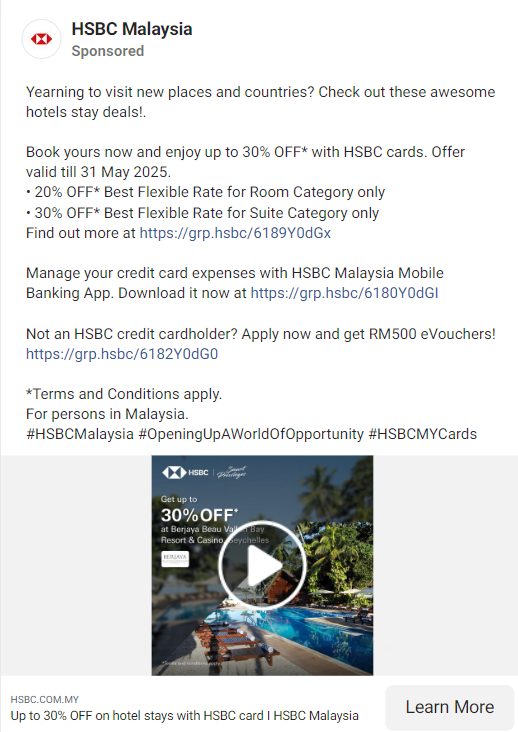 HSBC Malaysia
Sponsored
Yearning to visit new places and countries? Check out these awesome
hotels stay deals!.
Book yours now and enjoy up to 30% OFF* with HSBC cards. Offer
valid till 31 May 2025.
• 20% OFF* Best Flexible Rate for Room Category only
• 30% OFF* Best Flexible Rate for Suite Category only
Find out more at https://grp.hsbc/6189Y0dGx
Manage your credit card expenses with HSBC Malaysia Mobile
Banking App. Download it now at https://grp.hsbc/6180Y0dGI
Not an HSBC credit cardholder? Apply now and get RM500 eVouchers!
https://grp.hsbc/6182Y0dG0
*Terms and Conditions apply.
For persons in Malaysia.
#HSBCMalaysia #OpeningUpAWorldOfOpportunity #HSBCMYCards
HSBC | Smart Privileges
Get up to
30% OFF*
at Berjaya Beau Vallon Bay
Resort & Casino, Seychelles
BERJAYA
*Terms and conditions apply.
HSBC.COM.MY
Up to 30% OFF on hotel stays with HSBC card I HSBC Malaysia
Learn More